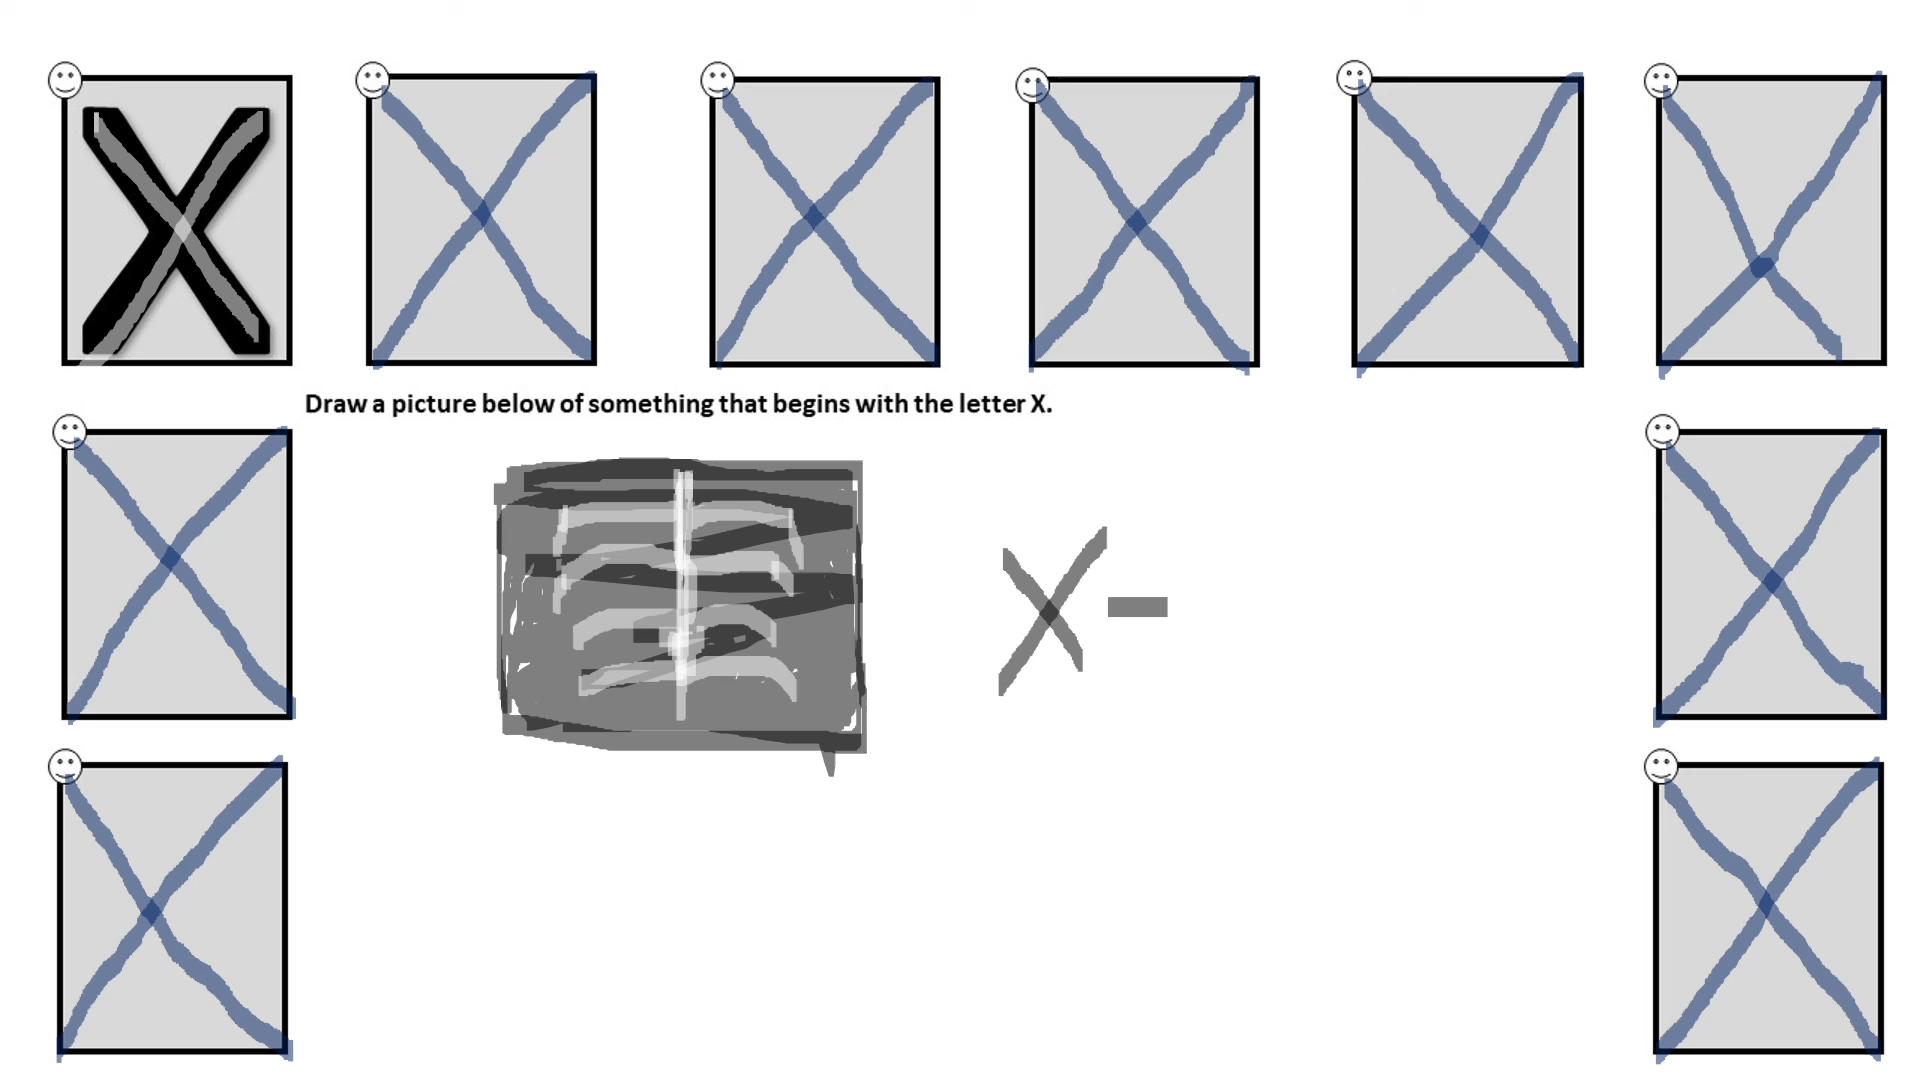 X X X X X X
Draw a picture below of something that begins with the letter X.
X X
X -
X X